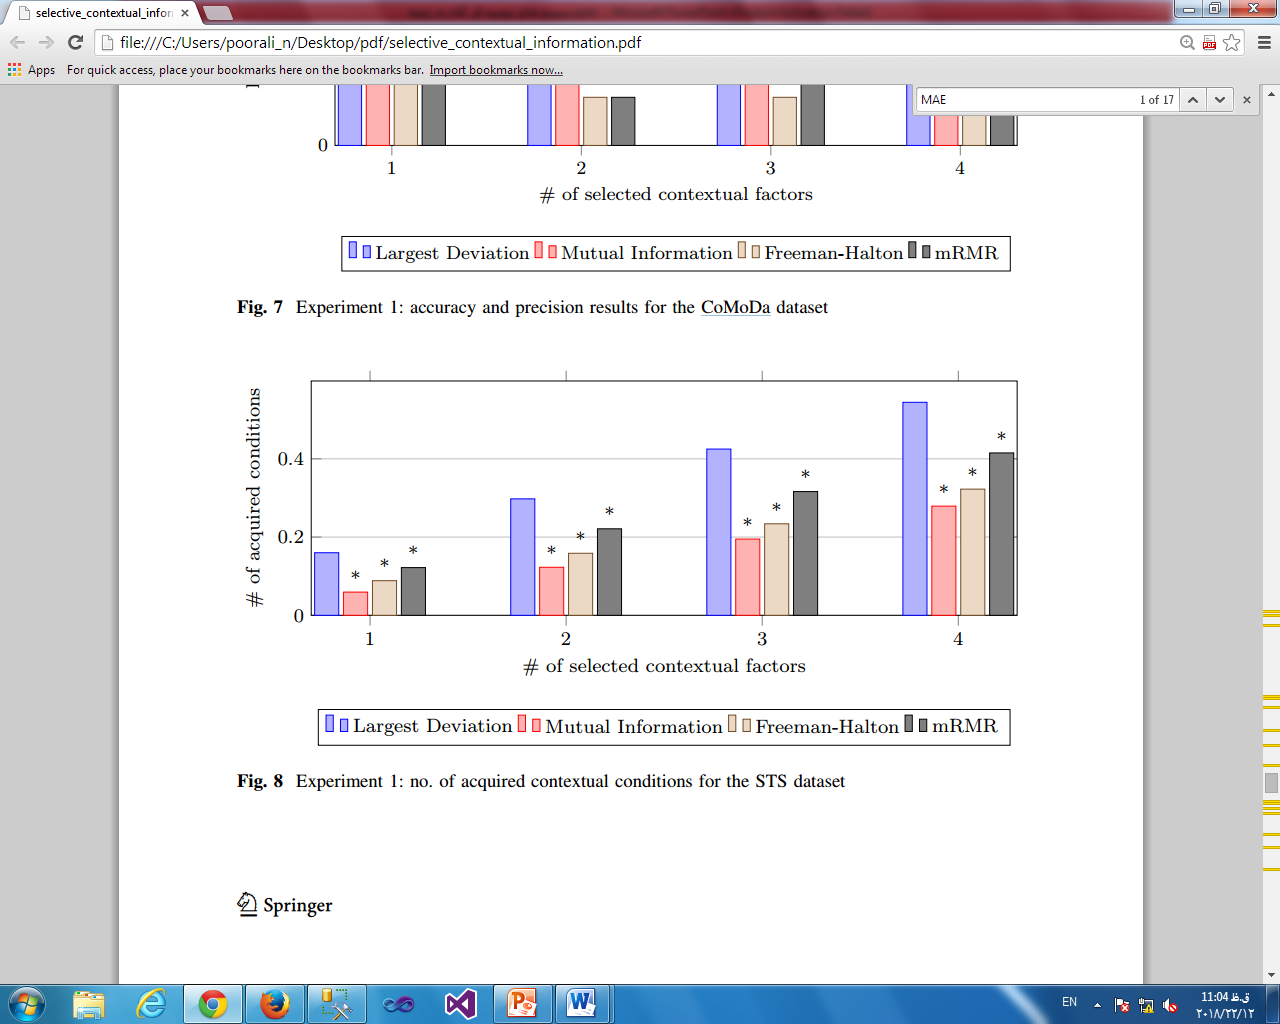 selective_contextual_infor
file:///C:/Users/poorali_n/Desktop/pdf/selective_contextual_information.pdf
Apps For quick access, place your bookmarks here on the bookmarks bar. Import bookmarks now...
MAE 1 of 17
0
1 2 3 4
# of selected contextual factors
Largest Deviation Mutual Information Freeman-Halton mRMR
Fig. 7 Experiment 1: accuracy and precision results for the CoMoDa dataset
# of acquired conditions
0.4
0.2
0
* * * * * * * * * * * *
1 2 3 4
# of selected contextual factors
Largest Deviation Mutual Information Freeman-Halton mRMR
Fig. 8 Experiment 1: no. of acquired contextual conditions for the STS dataset
Springer
EN
11:04 ق.ظ
٢٠١٨/٢٢/١٢